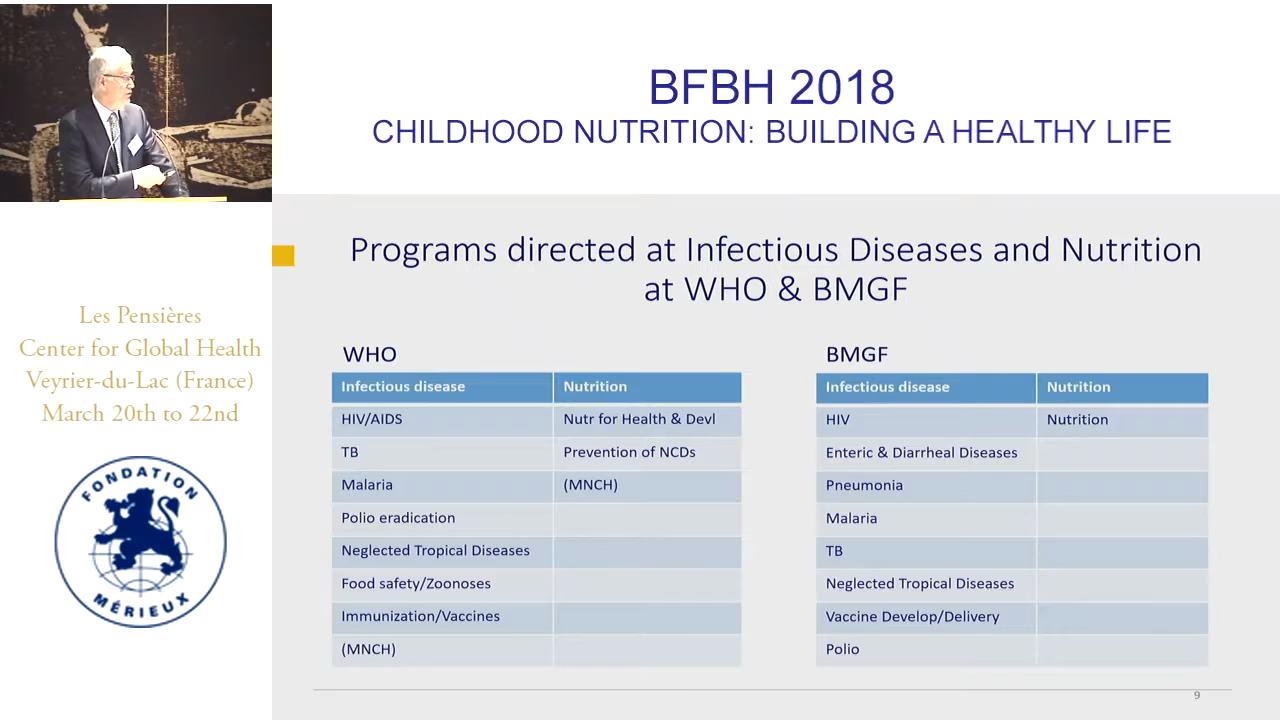 BFBH 2018
CHILDHOOD NUTRITION: BUILDING A HEALTHY LIFE
Les Pensières
Center for Global Health
Veyrier-du-Lac (France)
March 20th to 22nd
FONDATION
MÉRIEUX
Programs directed at Infectious Diseases and Nutrition
at WHO & BMGF
WHO
Infectious disease Nutrition
HIV/AIDS Nutr for Health & Devl
TB Prevention of NCDs
Malaria (MNCH)
Polio eradication
Neglected Tropical Diseases
Food safety/Zoonoses
Immunization/Vaccines
(MNCH)
BMGF
Infectious disease Nutrition
HIV Nutrition
Enteric & Diarrheal Diseases
Pneumonia
Malaria
TB
Neglected Tropical Diseases
Vaccine Develop/Delivery
Polio
9